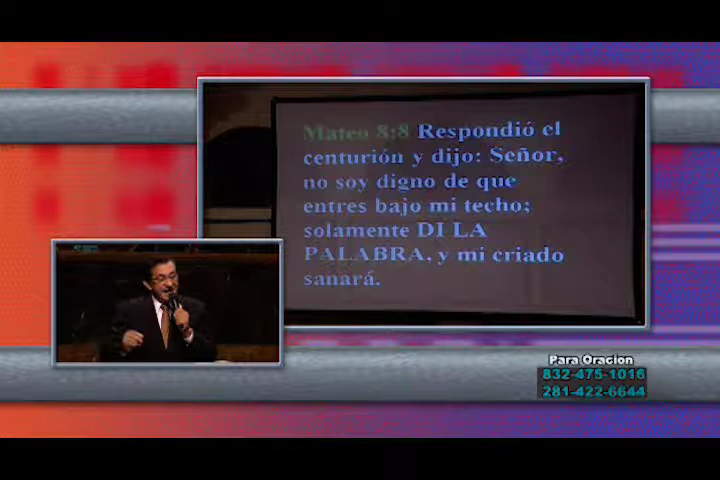 Mateo 8:8 Respondió el
centurión y dijo: Señor,
no soy digno de que
entres bajo mi techo;
solamente DI LA
PALABRA, y mi criado
sanará.
Para Oracion
832-475-1016
281-422-6644